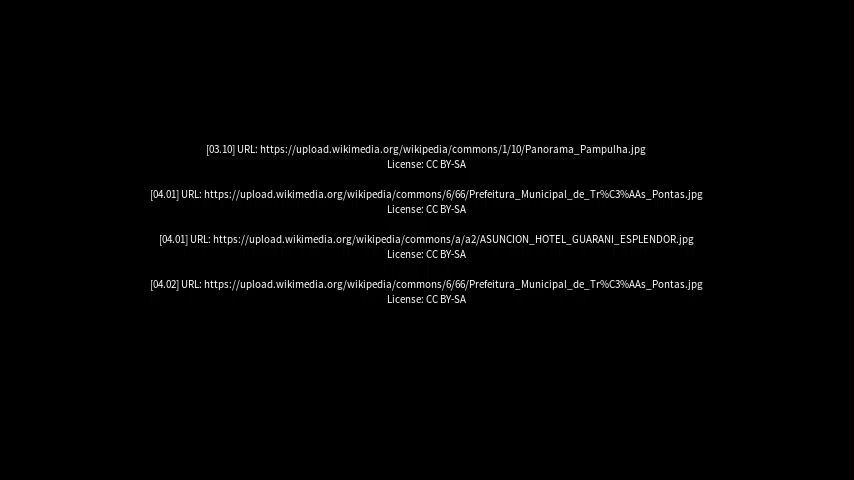 [03.10] URL: https://upload.wikimedia.org/wikipedia/commons/1/10/Panorama_Pampulha.jpg
License: CC BY-SA
[04.01] URL: https://upload.wikimedia.org/wikipedia/commons/6/66/Prefeitura_Municipal_de_Tr%C3%AAs_Pontas.jpg
License: CC BY-SA
[04.01] URL: https://upload.wikimedia.org/wikipedia/commons/a/a2/ASUNCION_HOTEL_GUARANI_ESPLENDOR.jpg
License: CC BY-SA
[04.02] URL: https://upload.wikimedia.org/wikipedia/commons/6/66/Prefeitura_Municipal_de_Tr%C3%AAs_Pontas.jpg
License: CC BY-SA